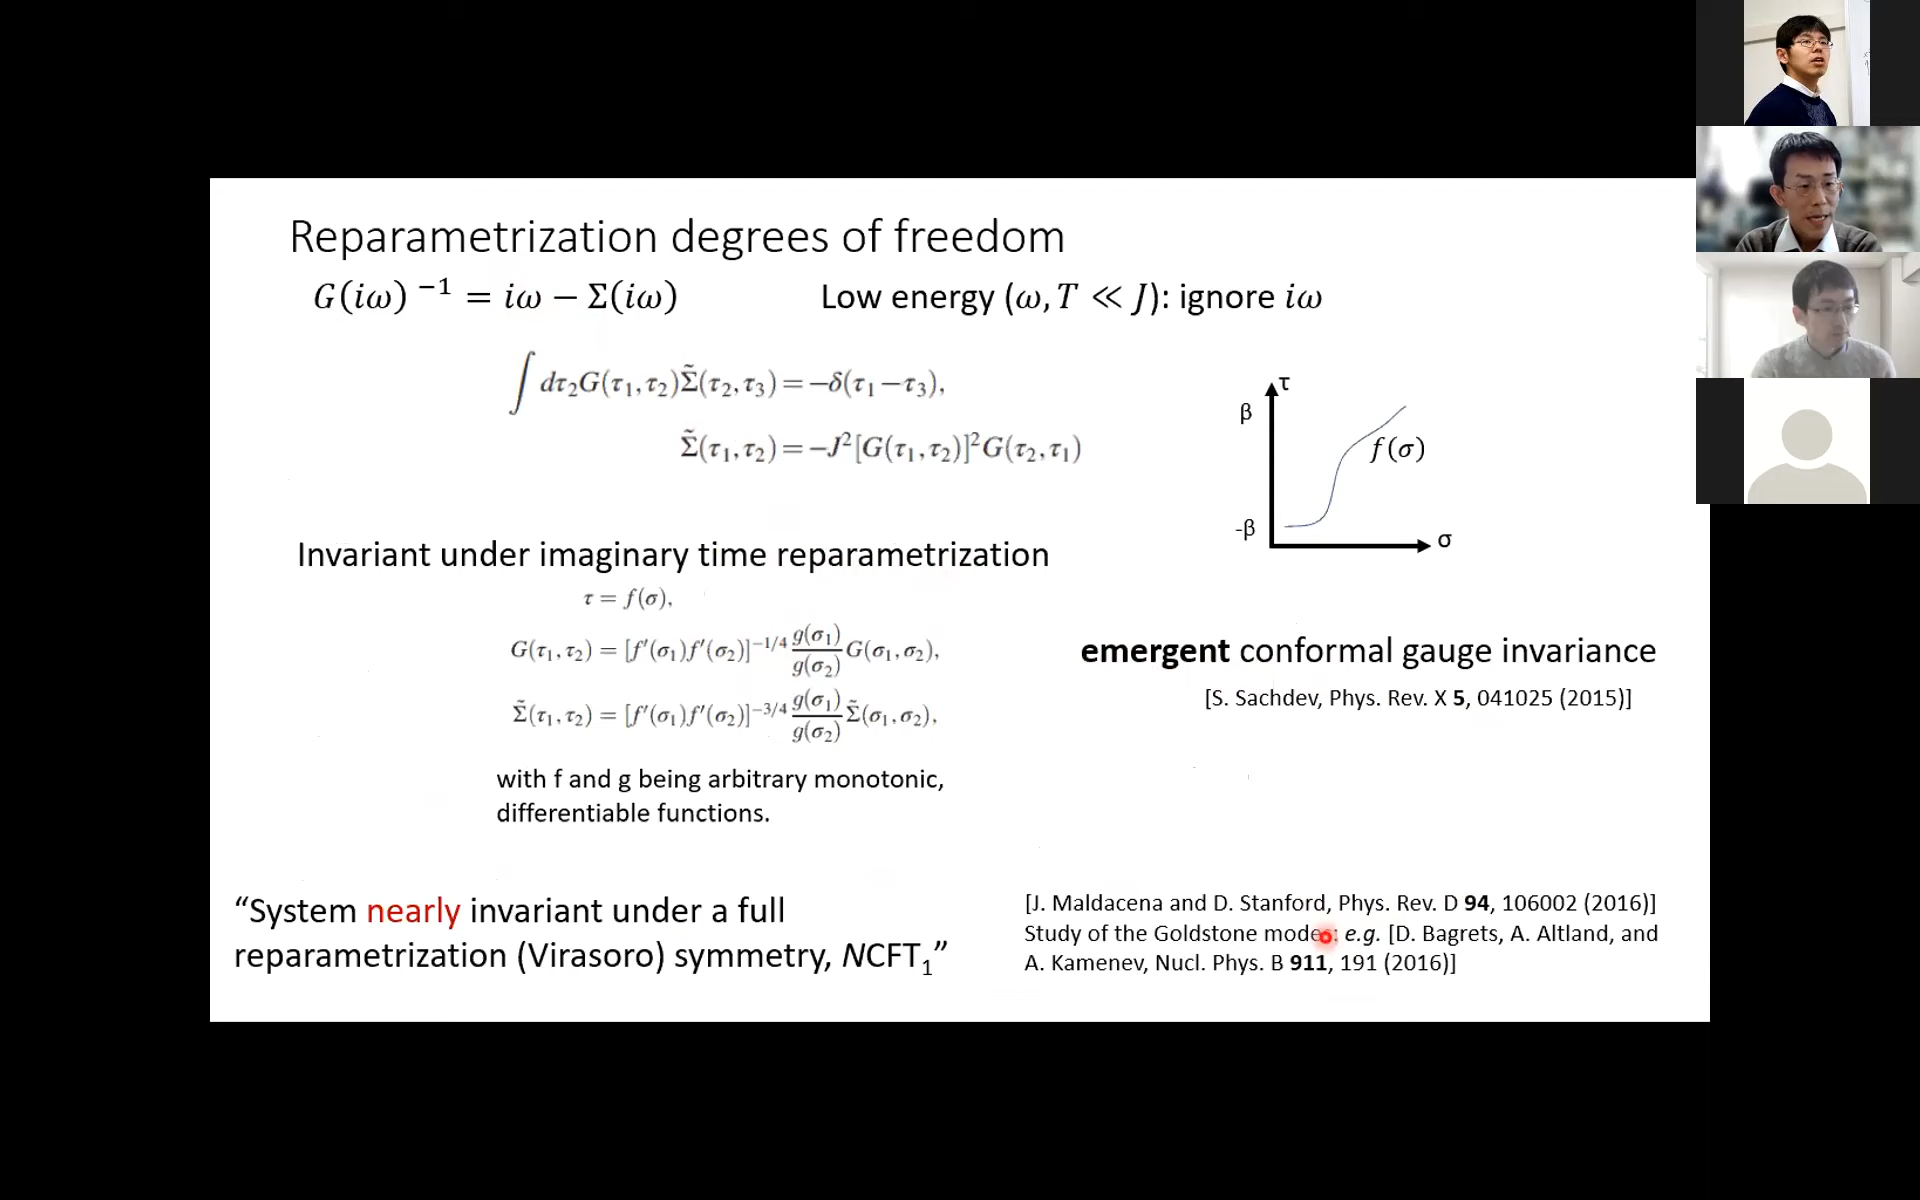 Reparametrization degrees of freedom
G(iω)⁻¹ = iω − Σ(iω)
Low energy (ω, T ≪ J): ignore iω
∫dτ₂G(τ₁,τ₂)Σ̃(τ₂,τ₃)=−δ(τ₁−τ₃),
Σ̃(τ₁,τ₂)=−J²[G(τ₁,τ₂)]²G(τ₂,τ₁)
τ
β
f(σ)
-β
σ
Invariant under imaginary time reparametrization
τ = f(σ),
G(τ₁,τ₂) = [f′(σ₁)f′(σ₂)]^{−1/4} g(σ₁)/g(σ₂) G(σ₁,σ₂),
Σ̃(τ₁,τ₂) = [f′(σ₁)f′(σ₂)]^{−3/4} g(σ₁)/g(σ₂) Σ̃(σ₁,σ₂),
with f and g being arbitrary monotonic,
differentiable functions.
emergent conformal gauge invariance
[S. Sachdev, Phys. Rev. X 5, 041025 (2015)]
“System nearly invariant under a full
reparametrization (Virasoro) symmetry, NCFT₁”
[J. Maldacena and D. Stanford, Phys. Rev. D 94, 106002 (2016)]
Study of the Goldstone modes: e.g. [D. Bagrets, A. Altland, and
A. Kamenev, Nucl. Phys. B 911, 191 (2016)]